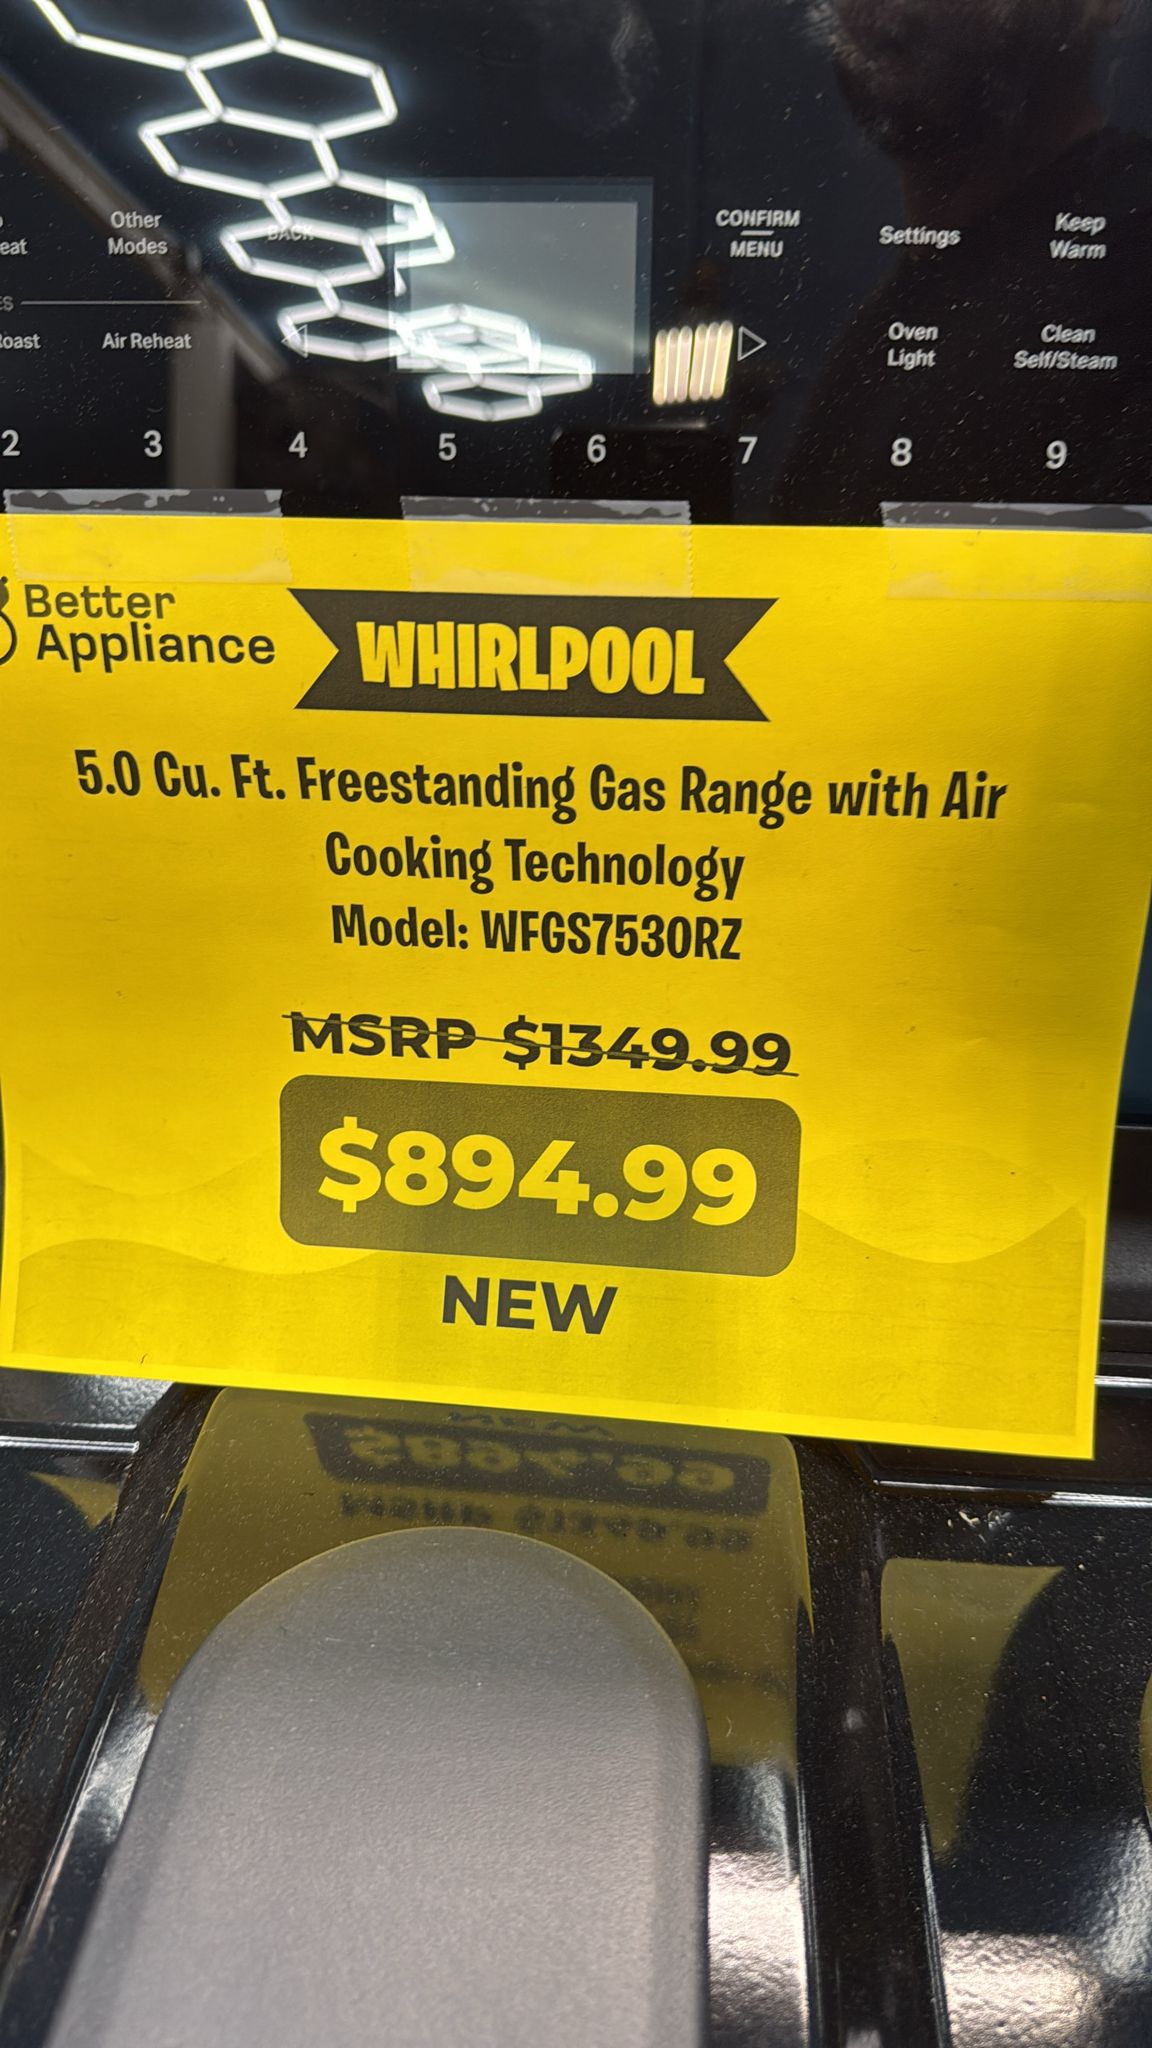 Other
Modes
BACK
CONFIRM
MENU
Settings
Keep
Warm
Air Reheat
Oven
Light
Clean
Self/Steam
2 3 4 5 6 7 8 9
Better
Appliance
WHIRLPOOL
5.0 Cu. Ft. Freestanding Gas Range with Air
Cooking Technology
Model: WFGS7530RZ
MSRP $1349.99
$894.99
NEW